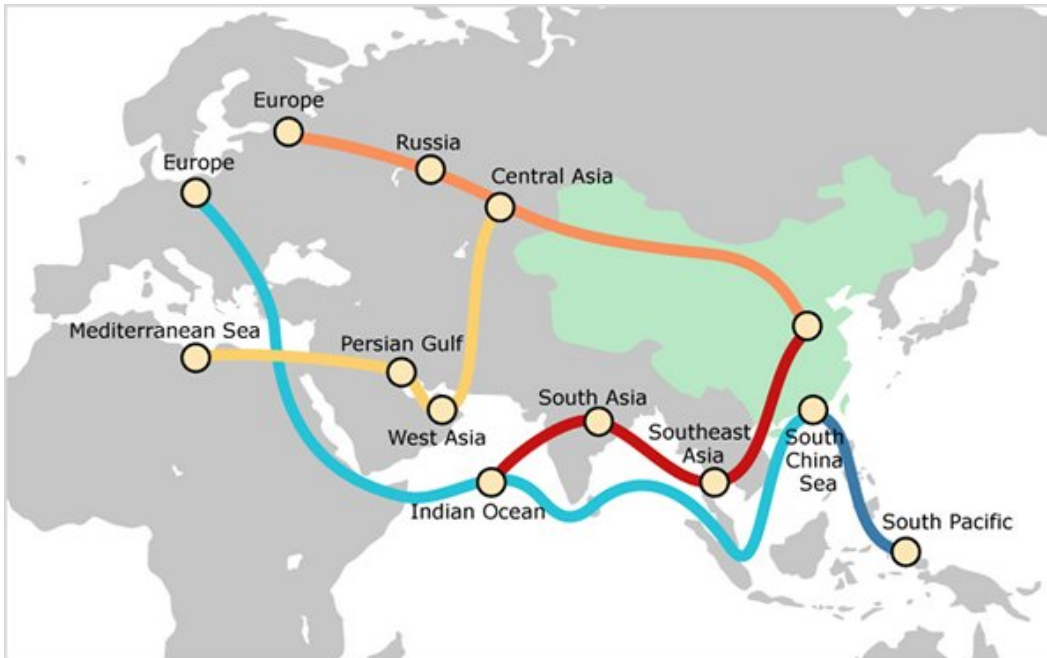 Europe
Russia
Europe
Central Asia
Mediterranean Sea
Persian Gulf
South Asia
West Asia
Southeast
Asia
South
China
Sea
Indian Ocean
South Pacific